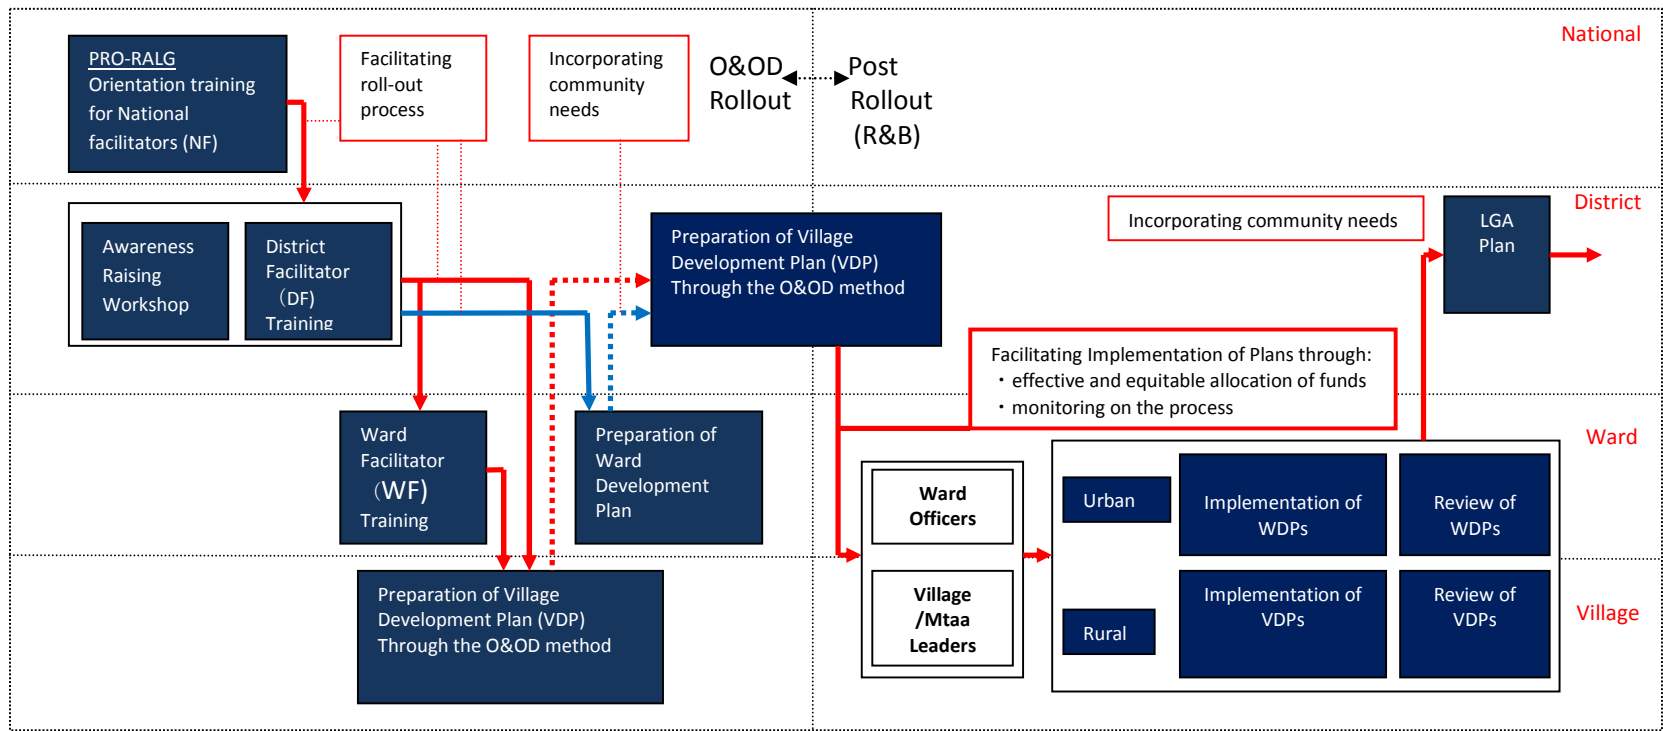 PRO-RALG
Orientation training
for National
facilitators (NF)
Facilitating
roll-out
process
Incorporating
community
needs
O&OD
Rollout
Post
Rollout
(R&B)
National
District
Awareness
Raising
Workshop
District
Facilitator
（DF)
Training
Preparation of Village
Development Plan (VDP)
Through the O&OD method
Incorporating community needs
LGA
Plan
Facilitating Implementation of Plans through:
・effective and equitable allocation of funds
・monitoring on the process
Ward
Ward
Facilitator
（WF)
Training
Preparation of
Ward
Development
Plan
Ward
Officers
Urban
Implementation of
WDPs
Review of
WDPs
Village
Preparation of Village
Development Plan (VDP)
Through the O&OD method
Village
/Mtaa
Leaders
Rural
Implementation of
VDPs
Review of
VDPs